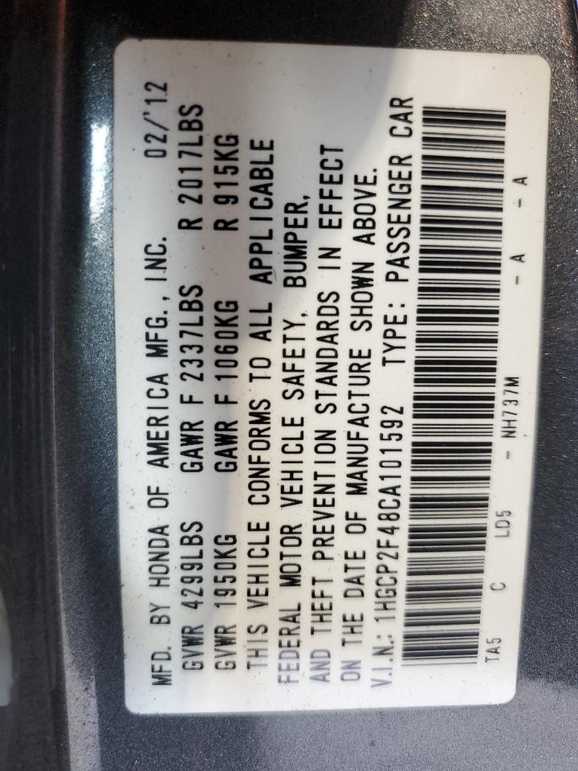 MFD. BY HONDA OF AMERICA MFG., INC. 02/'12
GVWR 4299LBS GAWR F 2337LBS R 2017LBS
GVWR 1950KG GAWR F 1060KG R 915KG
THIS VEHICLE CONFORMS TO ALL APPLICABLE
FEDERAL MOTOR VEHICLE SAFETY, BUMPER,
AND THEFT PREVENTION STANDARDS IN EFFECT
ON THE DATE OF MANUFACTURE SHOWN ABOVE.
V.I.N.: 1HGCP2F48CA101592 TYPE: PASSENGER CAR
TA5 C LD5 - NH737M - A - A